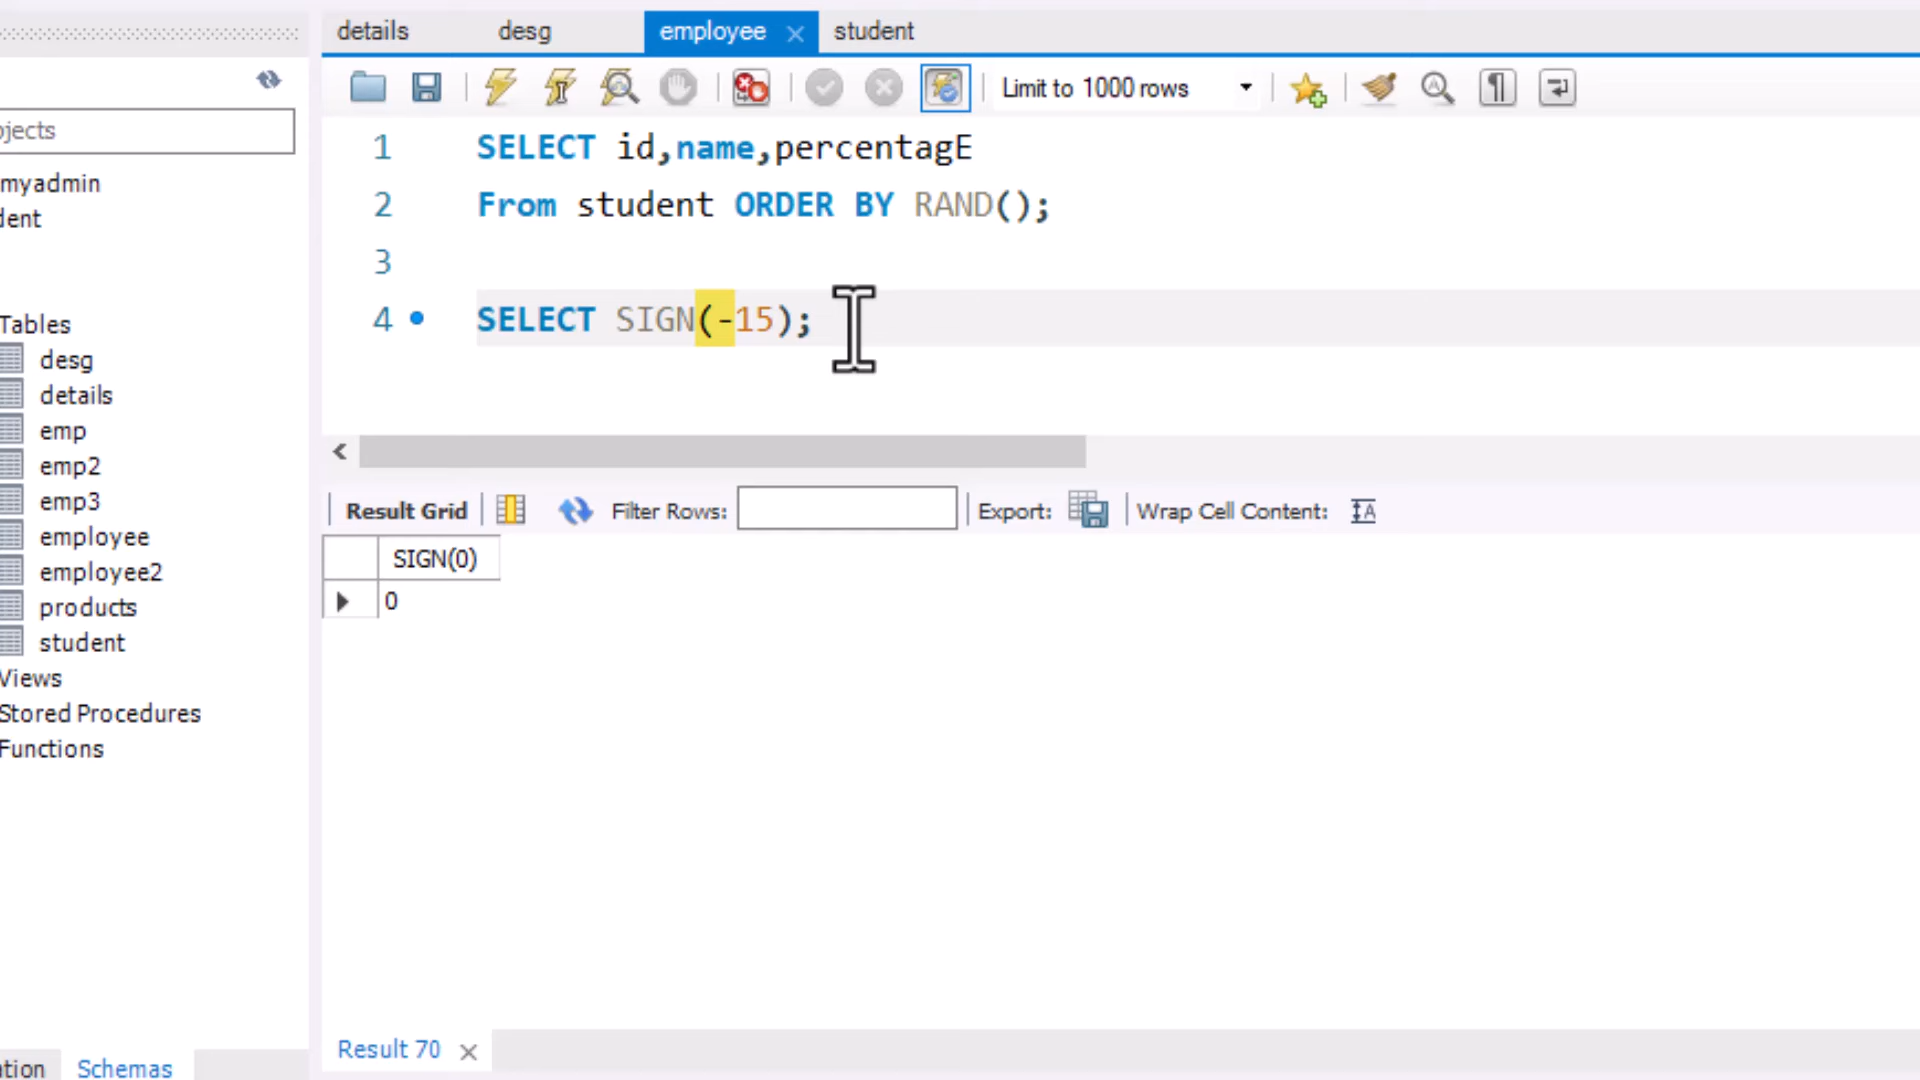 details desg employee student
Limit to 1000 rows
1 SELECT id,name,percentagE
2 From student ORDER BY RAND();
3
4 SELECT SIGN(-15);
jects
myadmin
dent
Tables
desg
details
emp
emp2
emp3
employee
employee2
products
student
Views
Stored Procedures
Functions
Result Grid Filter Rows: Export: Wrap Cell Content: IA
SIGN(0)
0
Result 70
ation Schemas